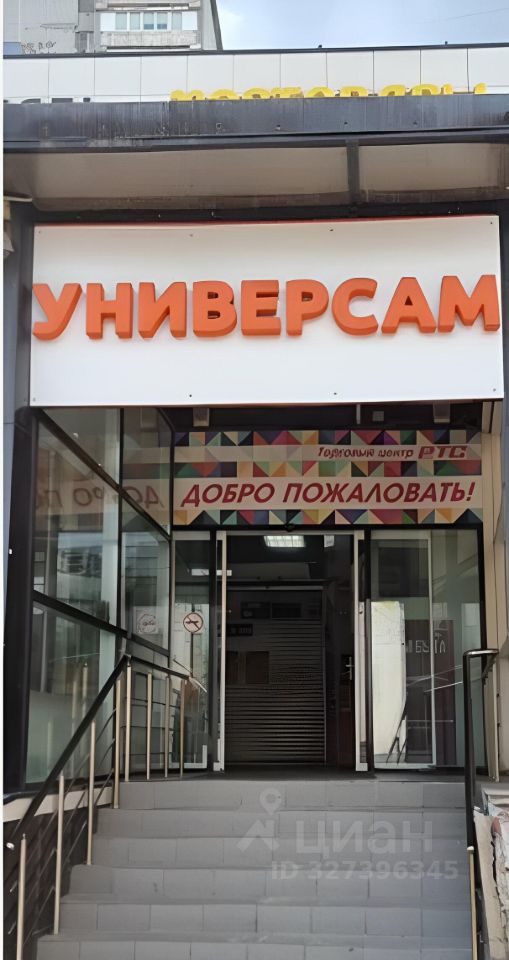 УНИВЕРСАМ
Торговый центр РТС
ДОБРО ПОЖАЛОВАТЬ!
циан
ID 327396345